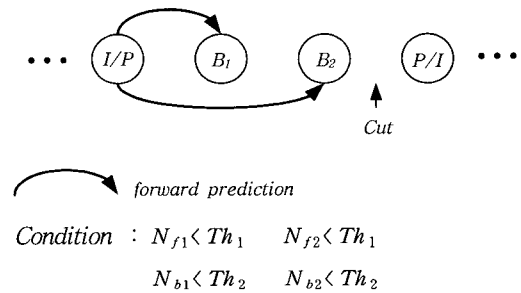 ••• I/P B1 B2 P/I •••
Cut
forward prediction
Condition : Nf1< Th1 Nf2< Th1
Nb1< Th2 Nb2< Th2